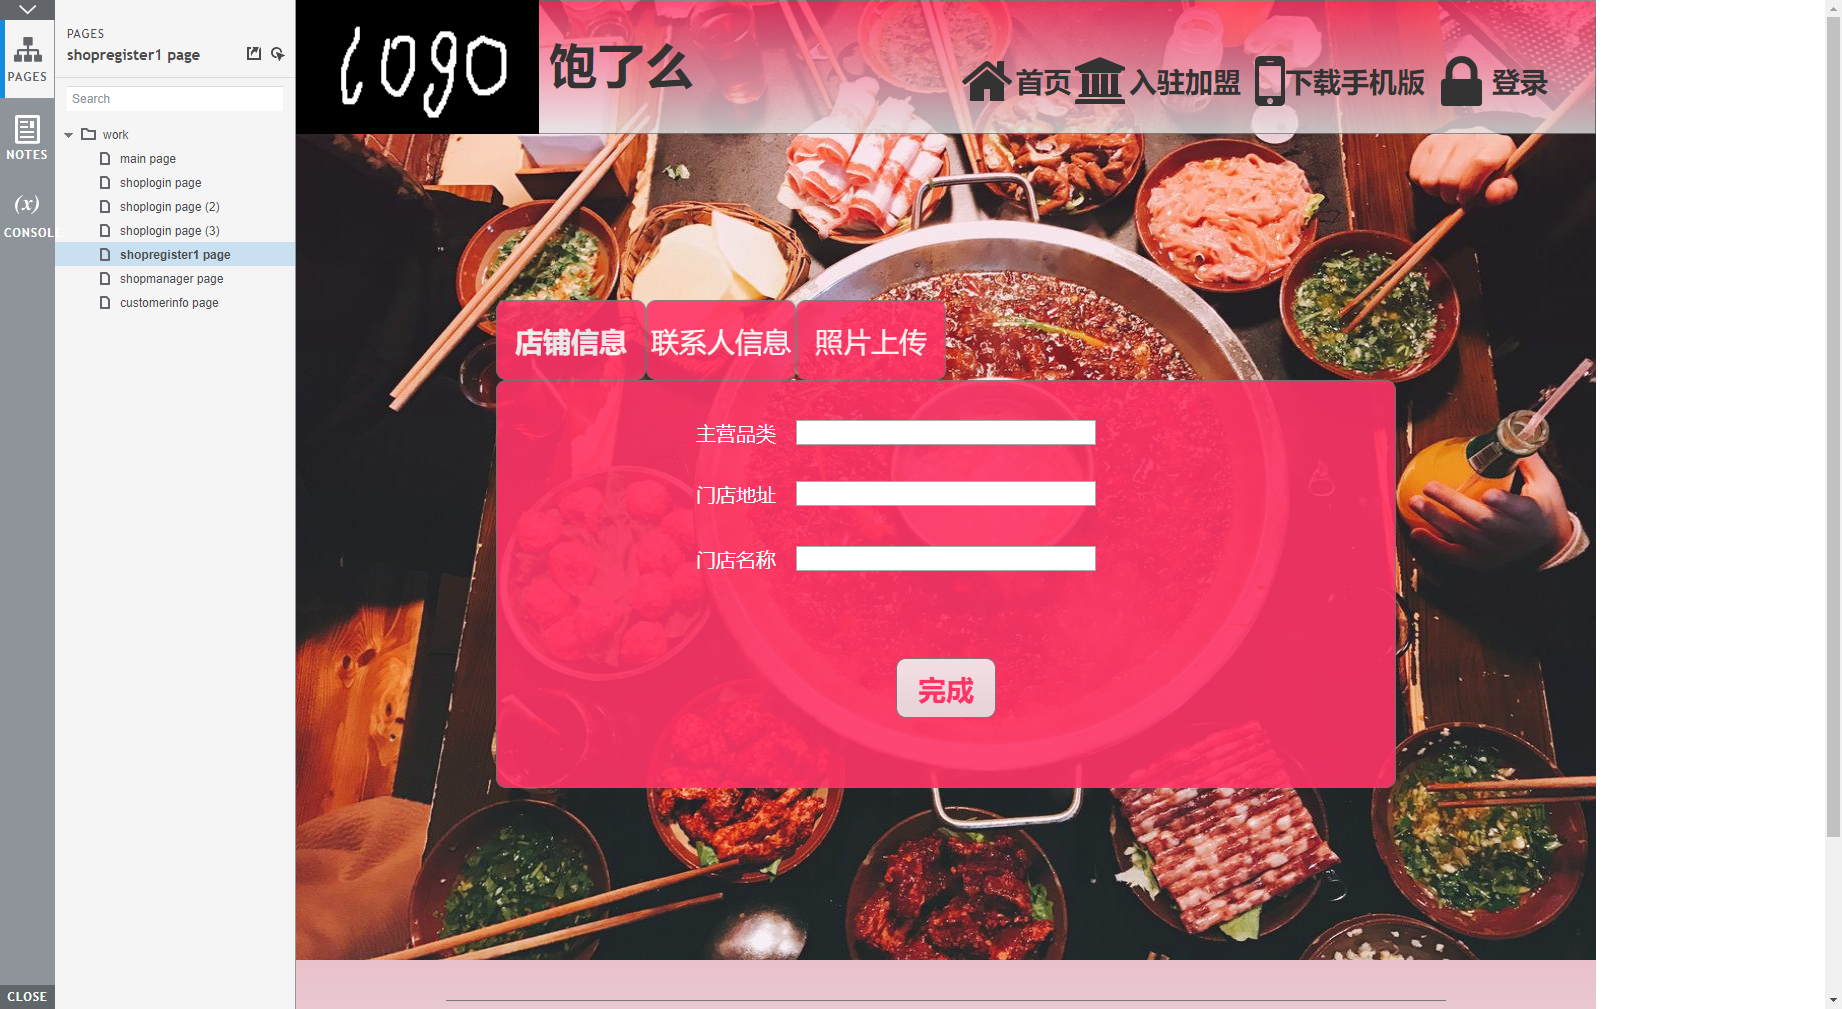 PAGES
shopregister1 page
Search
work
main page
shoplogin page
shoplogin page (2)
shoplogin page (3)
shopregister1 page
shopmanager page
customerinfo page
PAGES
NOTES
(x)
CONSOLE
CLOSE
logo
饱了么
首页
入驻加盟
下载手机版
登录
店铺信息
联系人信息
照片上传
主营品类
门店地址
门店名称
完成